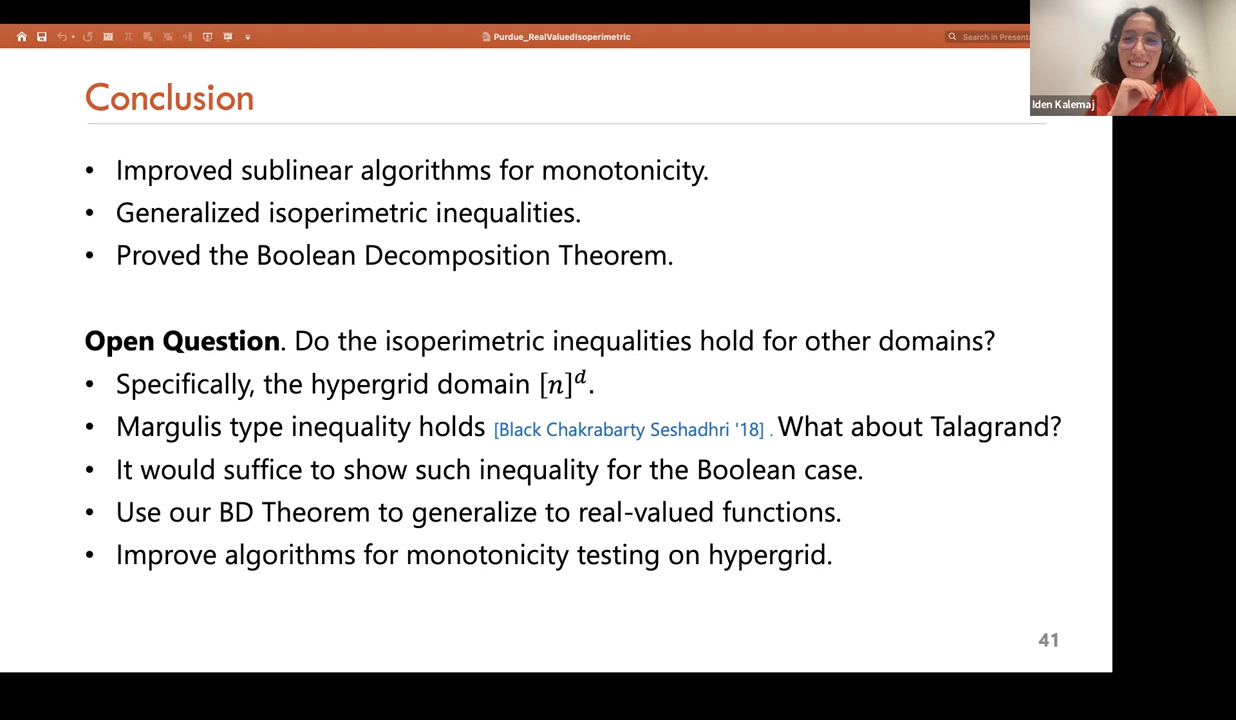 Purdue_RealValuedIsoperimetric
Search in Presenta
Iden Kalemaj
Conclusion
• Improved sublinear algorithms for monotonicity.
• Generalized isoperimetric inequalities.
• Proved the Boolean Decomposition Theorem.
Open Question. Do the isoperimetric inequalities hold for other domains?
• Specifically, the hypergrid domain [n]^d.
• Margulis type inequality holds [Black Chakrabarty Seshadhri '18] . What about Talagrand?
• It would suffice to show such inequality for the Boolean case.
• Use our BD Theorem to generalize to real-valued functions.
• Improve algorithms for monotonicity testing on hypergrid.
41